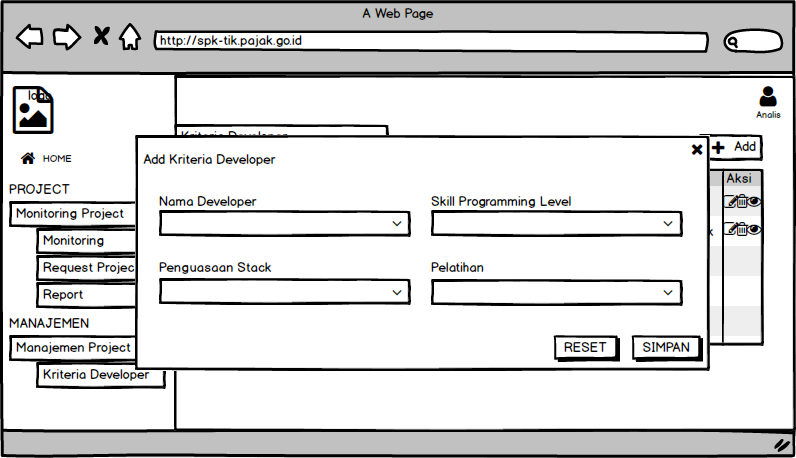 A Web Page
http://spk-tik.pajak.go.id
logo
Analis
HOME
PROJECT
Monitoring Project
Monitoring
Request Projec
Report
MANAJEMEN
Manajemen Project
Kriteria Developer
Kriteria Developer
Add
Aksi
k
Add Kriteria Developer
Nama Developer
Skill Programming Level
Penguasaan Stack
Pelatihan
RESET
SIMPAN